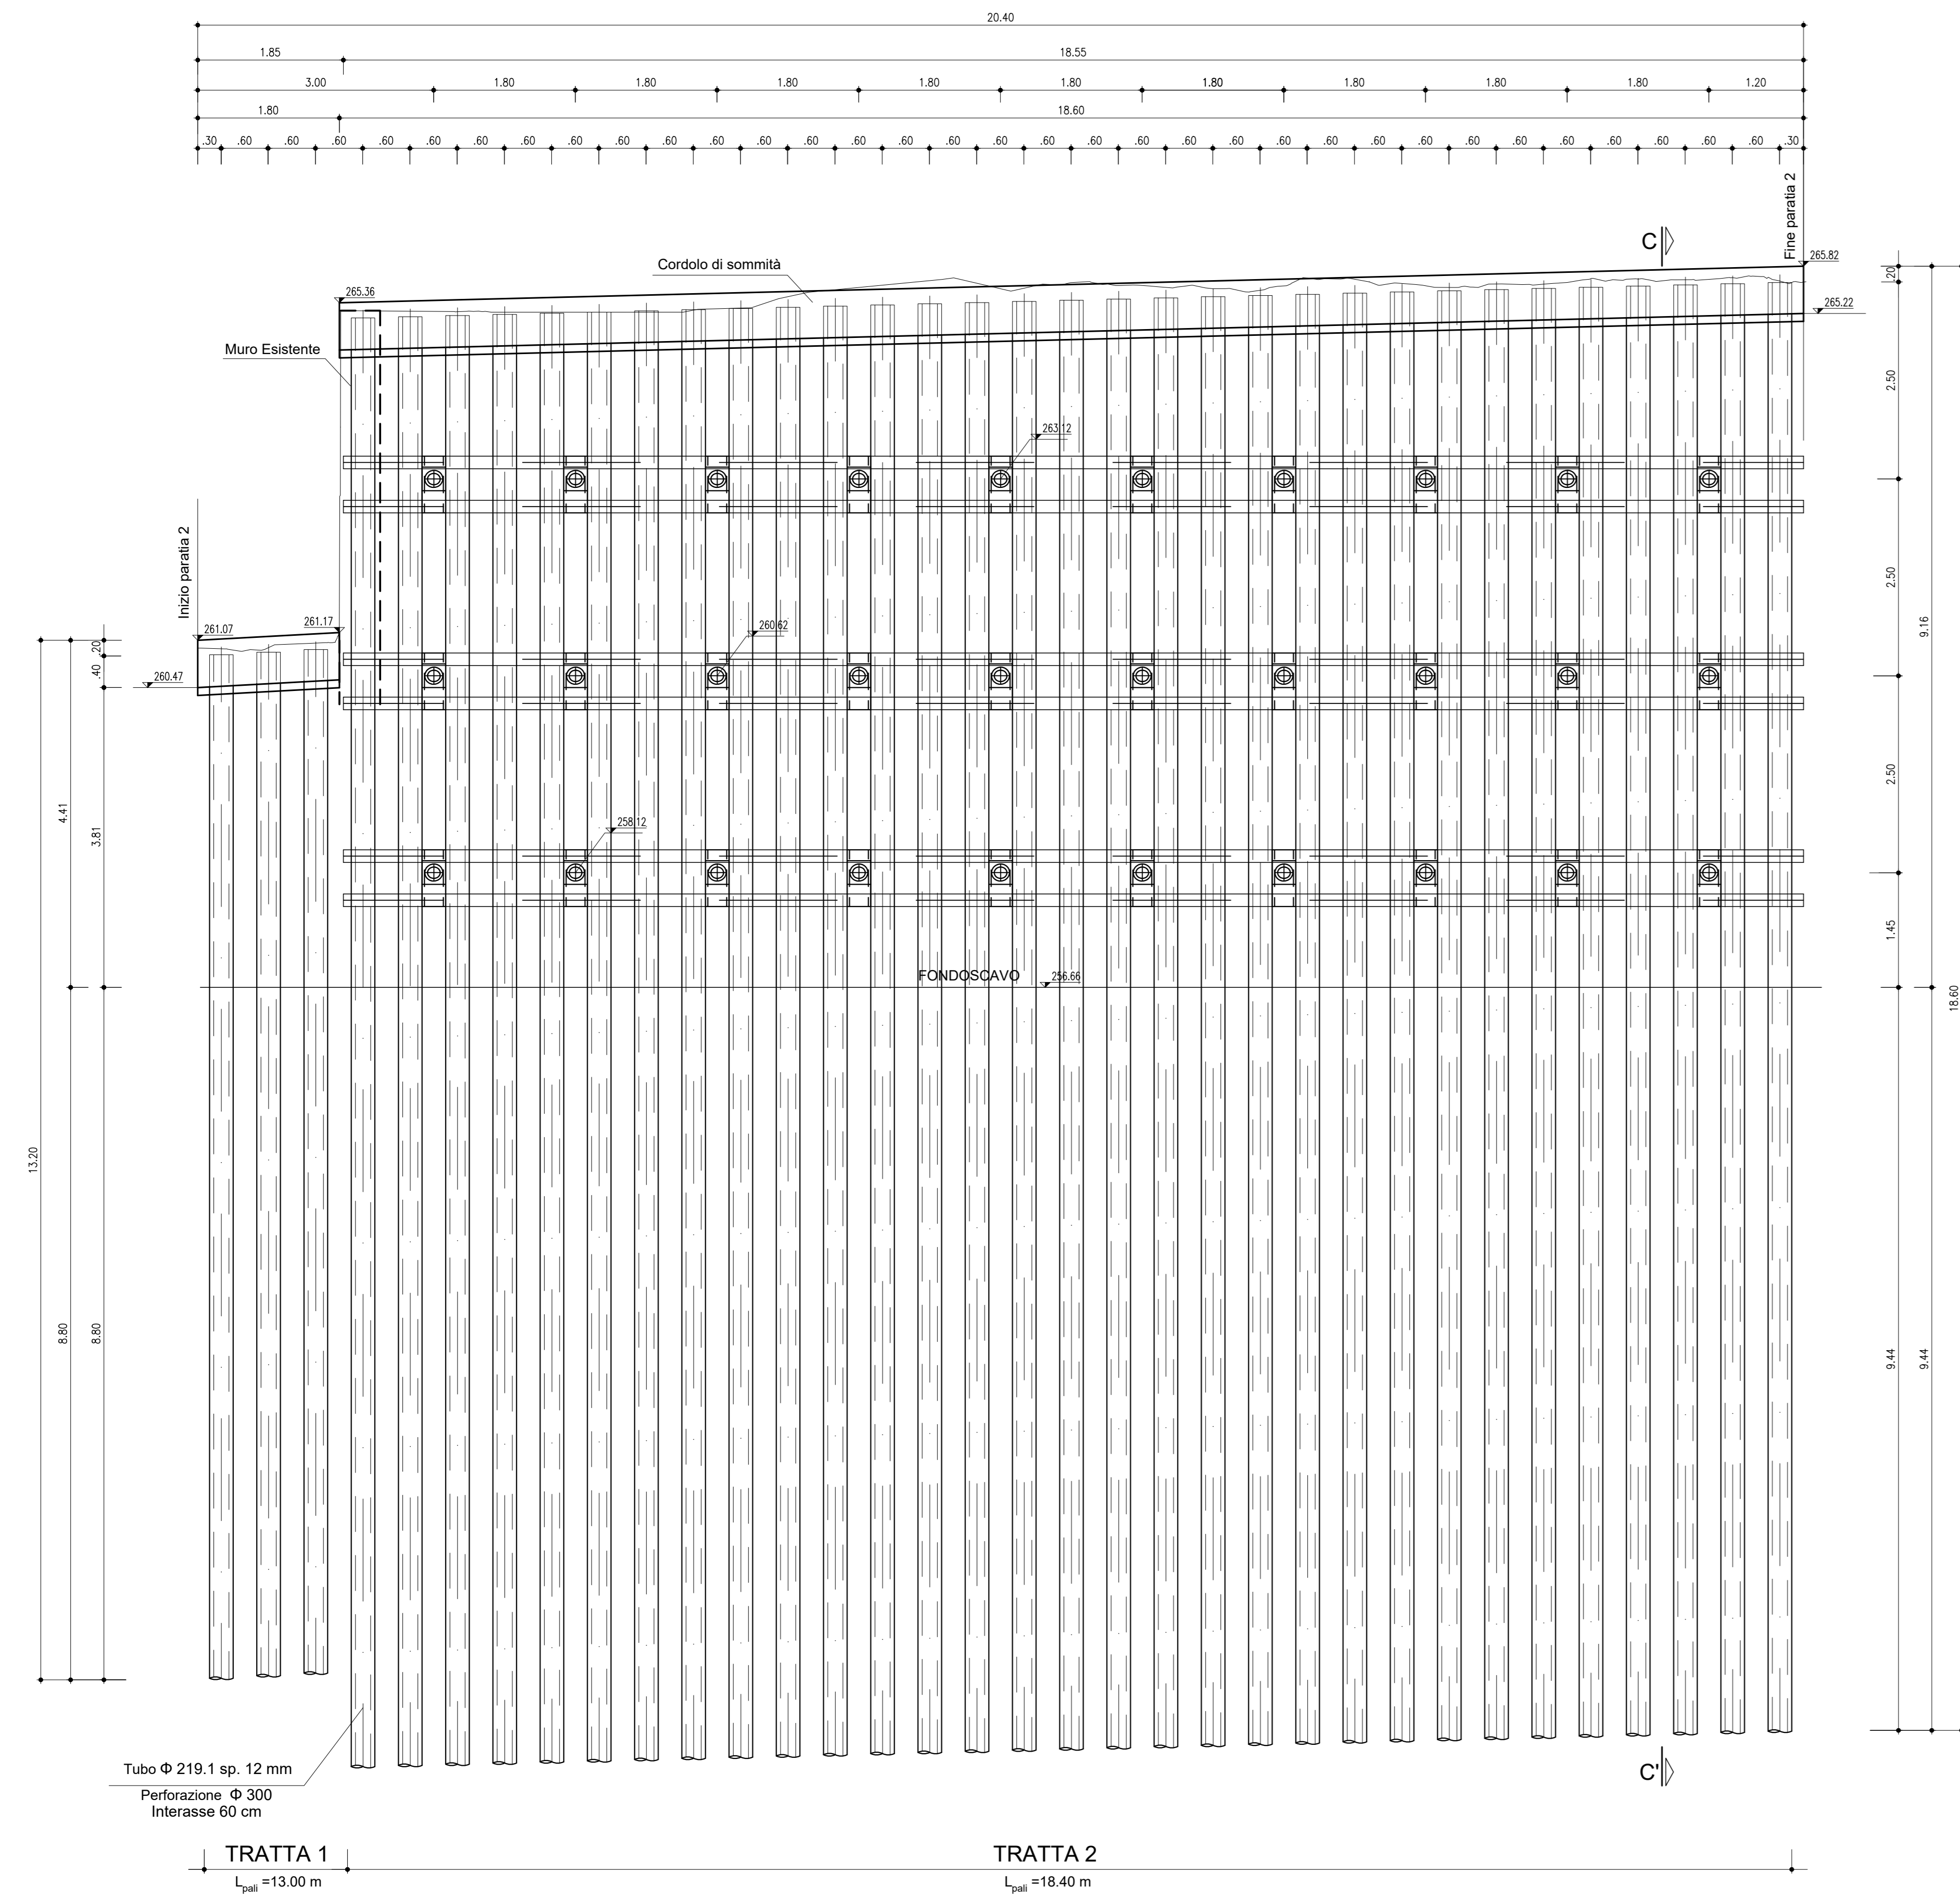 20.40
1.85 18.55
3.00 1.80 1.80 1.80 1.80 1.80 1.80 1.80 1.80 1.80 1.20
1.80 18.60
.30 .60 .60 .60 .60 .60 .60 .60 .60 .60 .60 .60 .60 .60 .60 .60 .60 .60 .60 .60 .60 .60 .60 .60 .60 .60 .60 .60 .60 .60 .60 .60 .60 .60 .30
Fine paratia 2
C
265.82
Cordolo di sommità
.20
265.36
265.22
Muro Esistente
2.50
263.12
Inizio paratia 2
2.50
9.16
261.07
261.17
260.62
.20
.40
260.47
2.50
4.41
3.81
258.12
1.45
FONDOSCAVO
256.66
18.60
13.20
8.80
8.80
9.44
9.44
Tubo Φ 219.1 sp. 12 mm
Perforazione Φ 300
Interasse 60 cm
C'
TRATTA 1
TRATTA 2
Lpali =13.00 m
Lpali =18.40 m